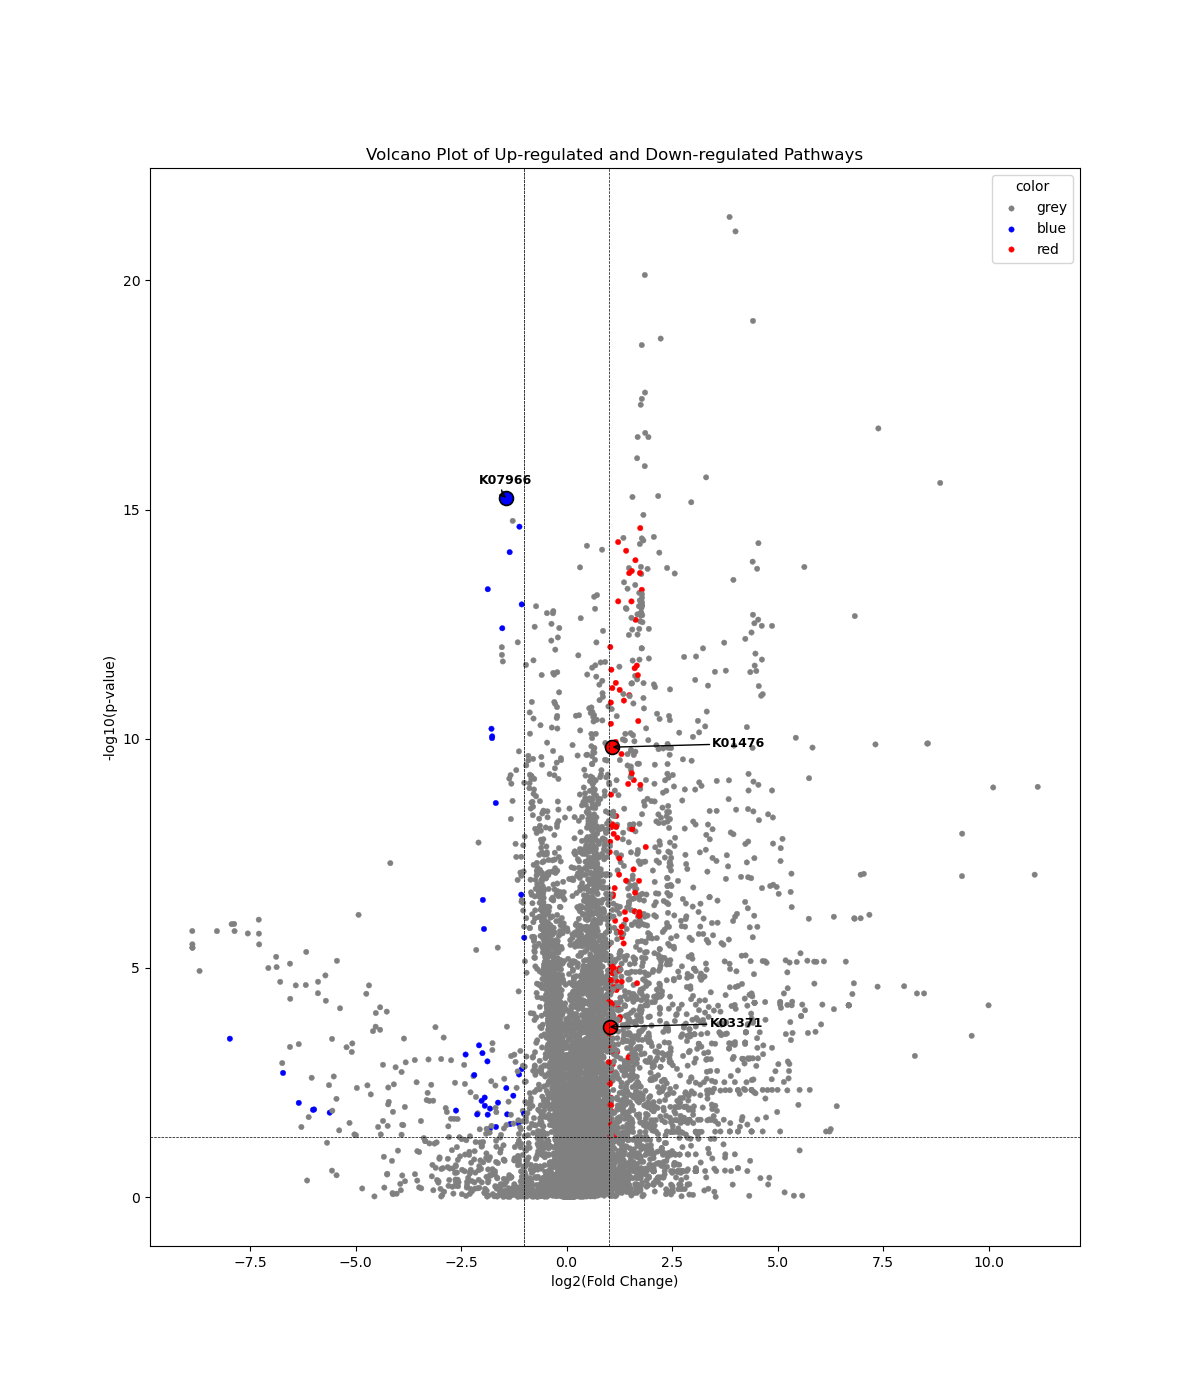 Volcano Plot of Up-regulated and Down-regulated Pathways
color
grey
blue
red
20
15
10
5
0
-log10(p-value)
K07966
K01476
K03371
−7.5
−5.0
−2.5
0.0
2.5
5.0
7.5
10.0
log2(Fold Change)